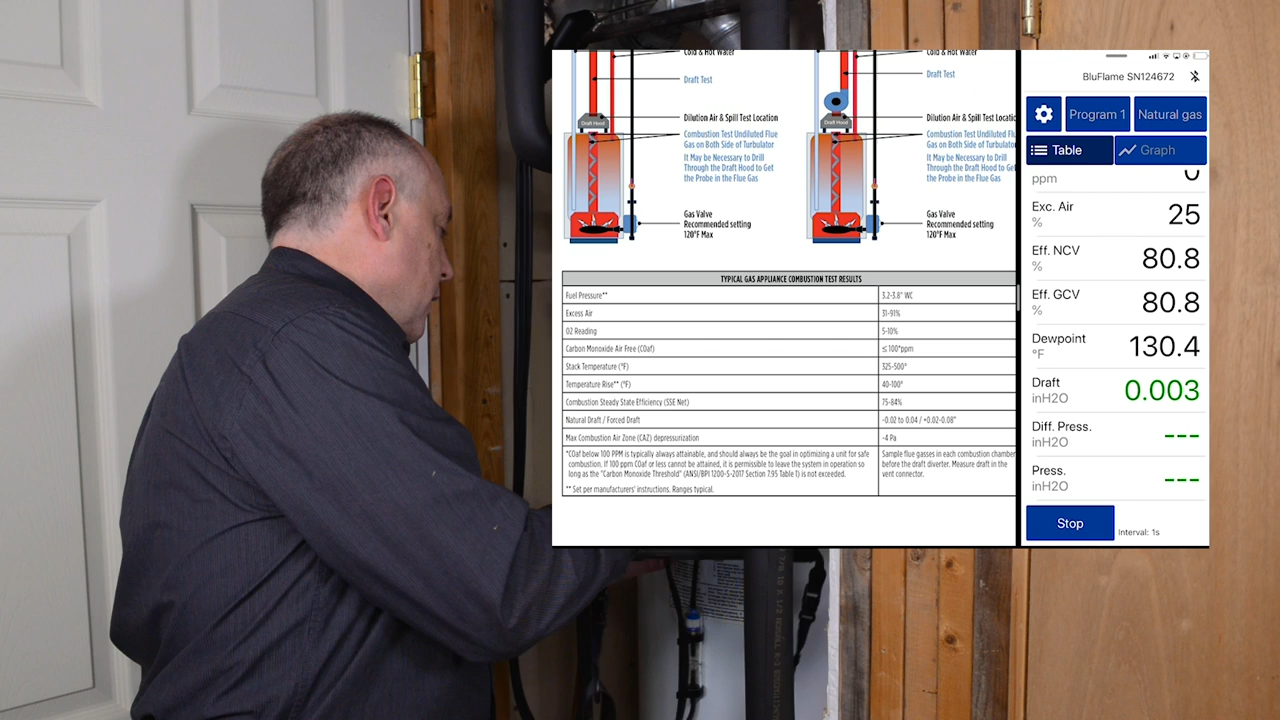 Cold & Hot Water
Draft Test
Draft Hood
Dilution Air & Spill Test Location
Combustion Test Undiluted Flue
Gas on Both Side of Turbulator
It May be Necessary to Drill
Through the Draft Hood to Get
the Probe in the Flue Gas
Gas Valve
Recommended setting
120°F Max
Cold & Hot Water
Draft Test
Draft Hood
Dilution Air & Spill Test Locatio
Combustion Test Undiluted Fl
Gas on Both Side of Turbulator
It May be Necessary to Drill
Through the Draft Hood to Get
the Probe in the Flue Gas
Gas Valve
Recommended setting
120°F Max
TYPICAL GAS APPLIANCE COMBUSTION TEST RESULTS
Fuel Pressure** 3.2-3.8" WC
Excess Air 31-91%
O2 Reading 5-10%
Carbon Monoxide Air Free (COaf) ≤ 100*ppm
Stack Temperature (°F) 325-500°
Temperature Rise** (°F) 40-100°
Combustion Steady State Efficiency (SSE Net) 75-84%
Natural Draft / Forced Draft -0.02 to 0.04 / +0.02-0.08"
Max Combustion Air Zone (CAZ) depressurization -4 Pa
*COaf below 100 PPM is typically always attainable, and should always be the goal in optimizing a unit for safe
combustion. If 100 ppm COaf or less cannot be attained, it is permissible to leave the system in operation so
long as the "Carbon Monoxide Threshold" (ANSI/BPI 1200-S-2017 Section 7.95 Table 1) is not exceeded.
** Set per manufacturers' instructions. Ranges typical.
Sample flue gasses in each combustion chamber
before the draft diverter. Measure draft in the
vent connector.
BluFlame SN124672
Program 1 Natural gas
Table Graph
ppm
Exc. Air
% 25
Eff. NCV
% 80.8
Eff. GCV
% 80.8
Dewpoint
°F 130.4
Draft
inH2O 0.003
Diff. Press.
inH2O ---
Press.
inH2O ---
Stop Interval: 1s